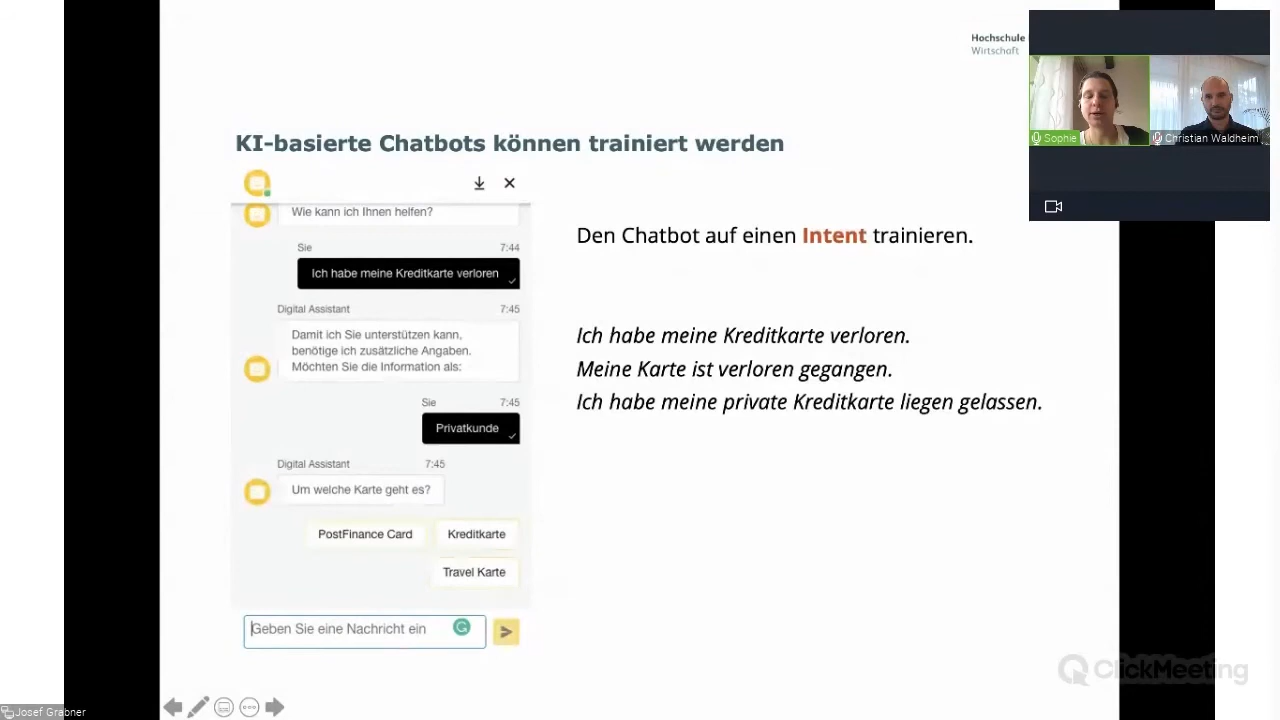 Hochschule
Wirtschaft
Sophie
Christian Waldheim
KI-basierte Chatbots können trainiert werden
Wie kann ich Ihnen helfen?
Sie 7:44
Ich habe meine Kreditkarte verloren
Digital Assistant 7:45
Damit ich Sie unterstützen kann,
benötige ich zusätzliche Angaben.
Möchten Sie die Information als:
Sie 7:45
Privatkunde
Digital Assistant 7:45
Um welche Karte geht es?
PostFinance Card Kreditkarte
Travel Karte
Geben Sie eine Nachricht ein
Den Chatbot auf einen Intent trainieren.
Ich habe meine Kreditkarte verloren.
Meine Karte ist verloren gegangen.
Ich habe meine private Kreditkarte liegen gelassen.
ClickMeeting
Josef Grabner